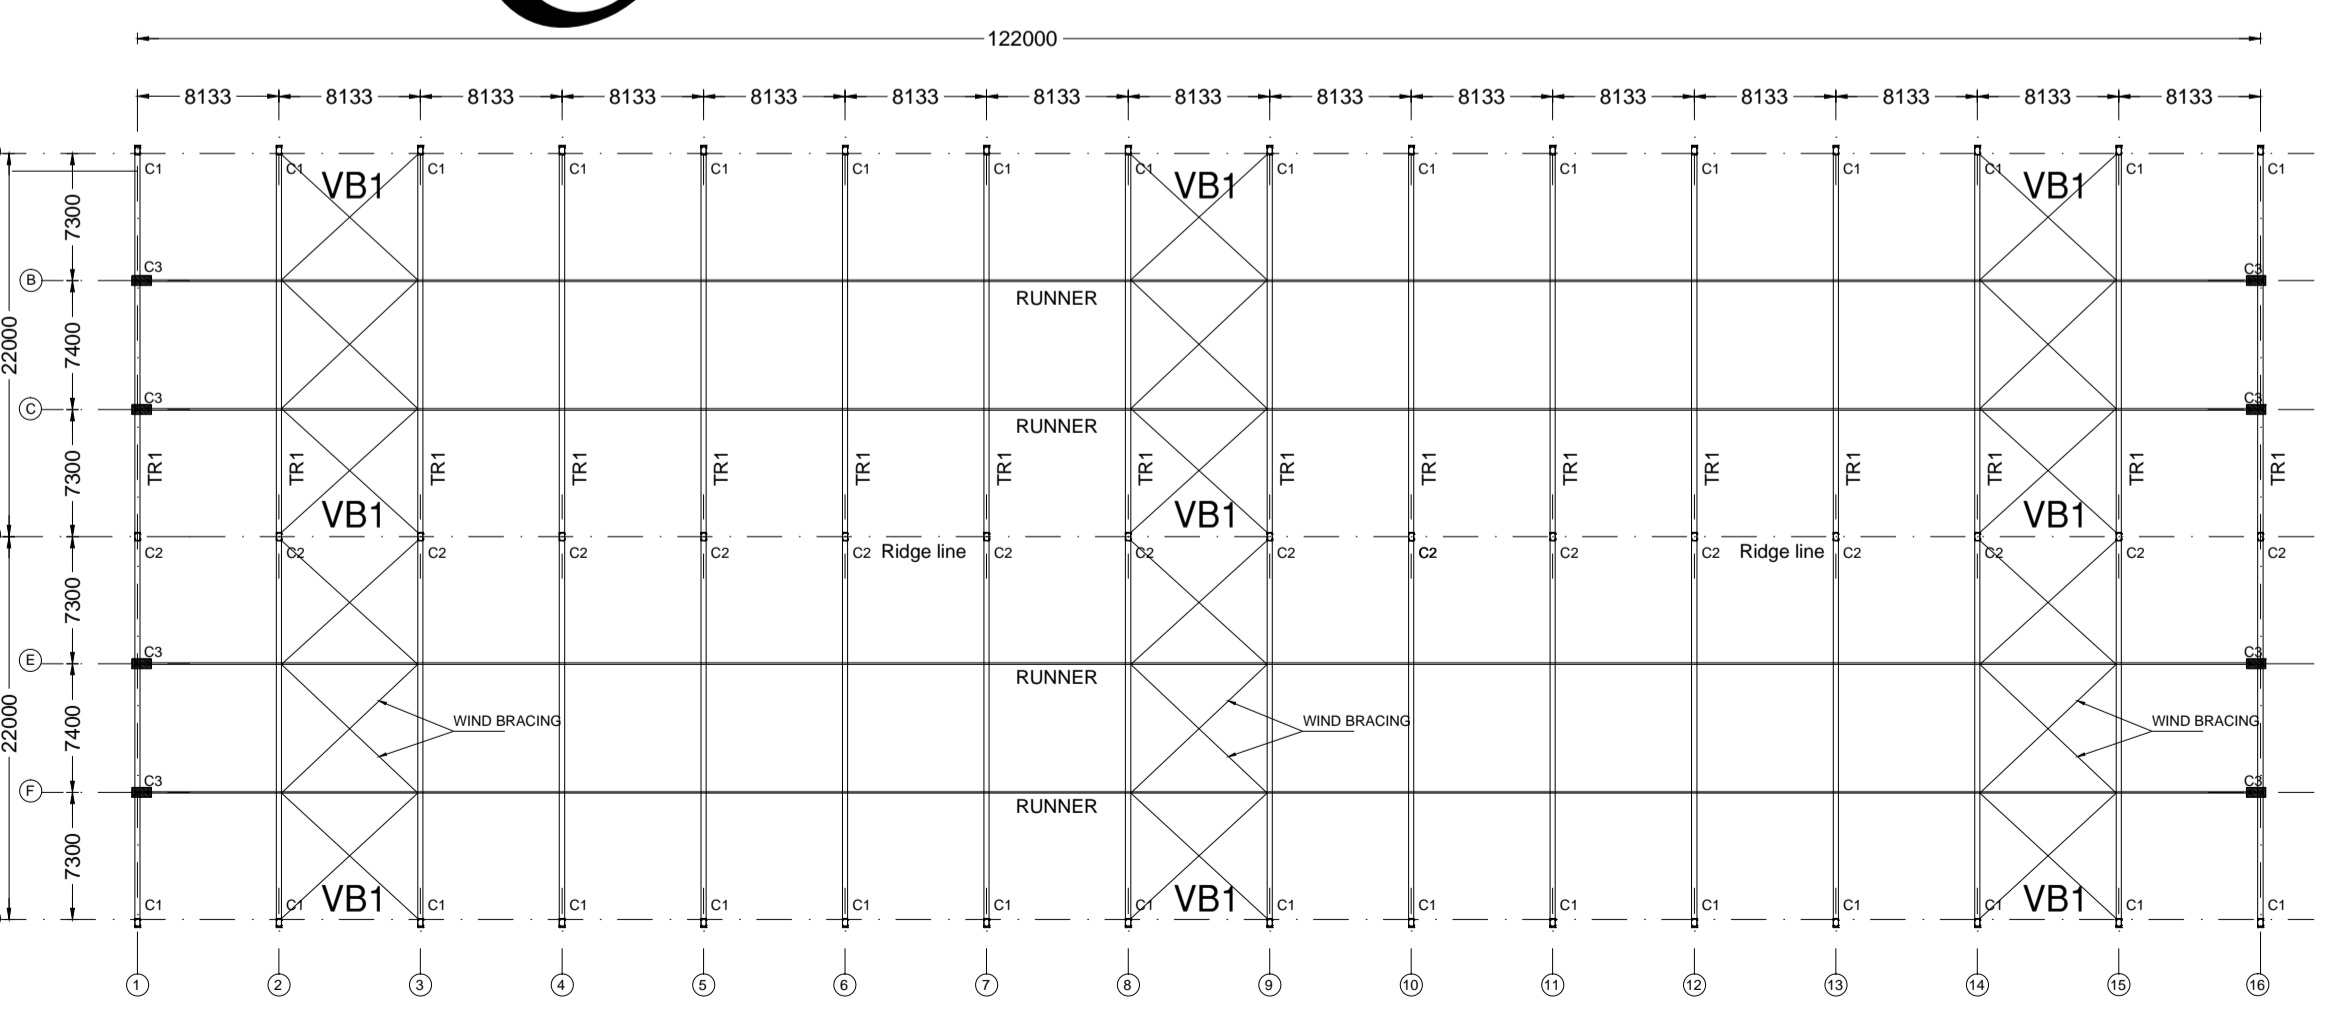 122000
8133 8133 8133 8133 8133 8133 8133 8133 8133 8133 8133 8133 8133 8133 8133
C1 C1 C1 C1 C1 C1 C1 C1 C1 C1 C1 C1 C1 C1 C1 C1
VB1 VB1 VB1
7300
B C3 C3
RUNNER
22000
7400
C C3 C3
RUNNER
7300
TR1 TR1 TR1 TR1 TR1 TR1 TR1 TR1 TR1 TR1 TR1 TR1 TR1 TR1 TR1 TR1
VB1 VB1 VB1
C2 C2 C2 C2 C2 C2 Ridge line C2 C2 C2 C2 C2 C2 Ridge line C2 C2 C2 C2
7300
E C3 C3
RUNNER
22000
7400
WIND BRACING WIND BRACING WIND BRACING
F C3 C3
RUNNER
7300
VB1 VB1 VB1
C1 C1 C1 C1 C1 C1 C1 C1 C1 C1 C1 C1 C1 C1 C1 C1
1 2 3 4 5 6 7 8 9 10 11 12 13 14 15 16